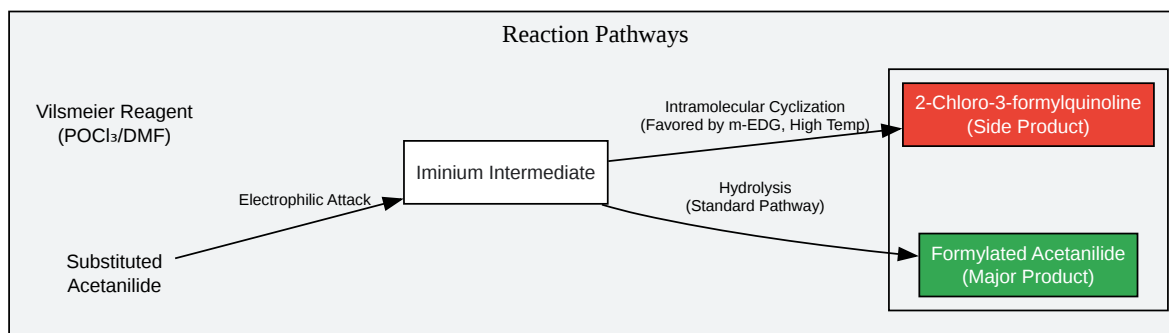 Reaction Pathways
Vilsmeier Reagent
(POCl₃/DMF)
Substituted
Acetanilide
Electrophilic Attack
Iminium Intermediate
Intramolecular Cyclization
(Favored by m-EDG, High Temp)
Hydrolysis
(Standard Pathway)
2-Chloro-3-formylquinoline
(Side Product)
Formylated Acetanilide
(Major Product)